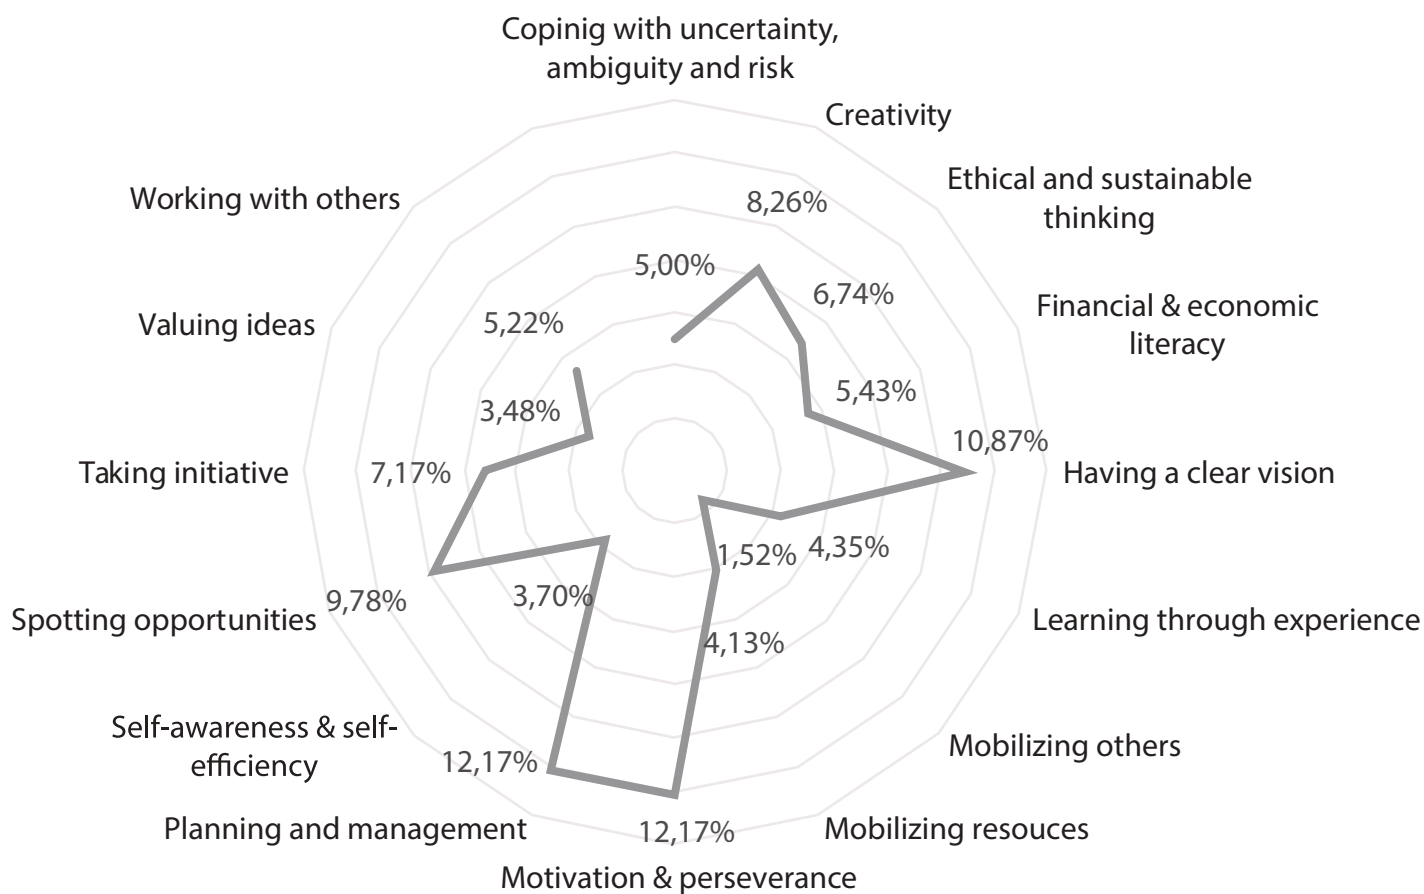 Copinig with uncertainty,
ambiguity and risk
Creativity
Ethical and sustainable
thinking
Financial & economic
literacy
Having a clear vision
Learning through experience
Mobilizing others
Mobilizing resouces
Motivation & perseverance
Planning and management
Self-awareness & self-
efficiency
Spotting opportunities
Taking initiative
Valuing ideas
Working with others
5,00%
8,26%
6,74%
5,43%
10,87%
4,35%
1,52%
4,13%
12,17%
12,17%
3,70%
9,78%
7,17%
3,48%
5,22%